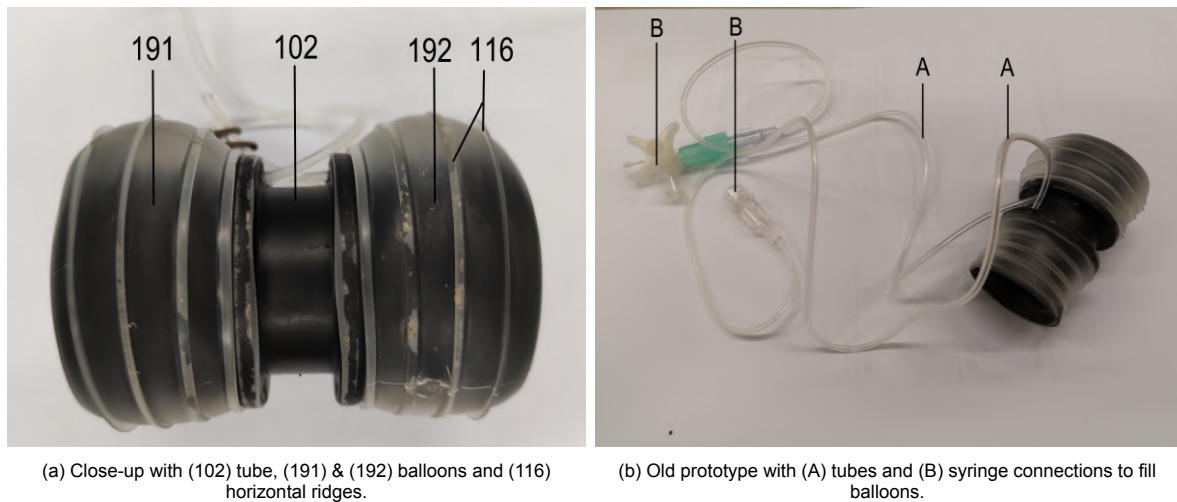 191 102 192 116
B B A A
(a) Close-up with (102) tube, (191) & (192) balloons and (116)
horizontal ridges.
(b) Old prototype with (A) tubes and (B) syringe connections to fill
balloons.